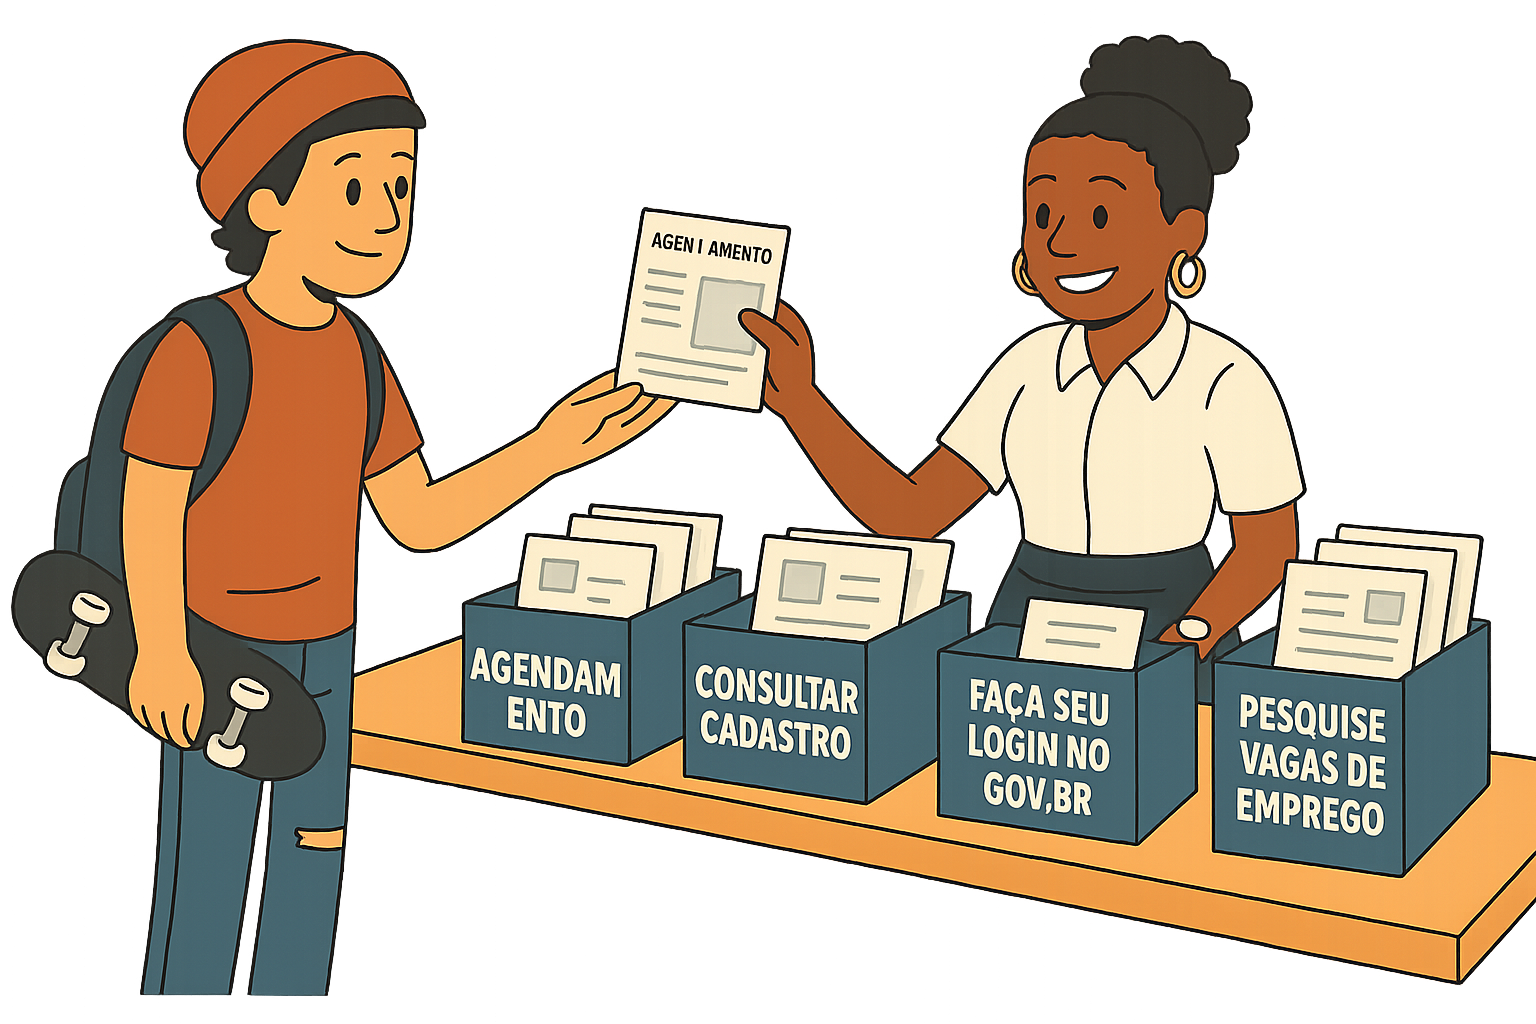 AGEN I AMENTO
AGENDAM
ENTO
CONSULTAR
CADASTRO
FAÇA SEU
LOGIN NO
GOV,BR
PESQUISE
VAGAS DE
EMPREGO